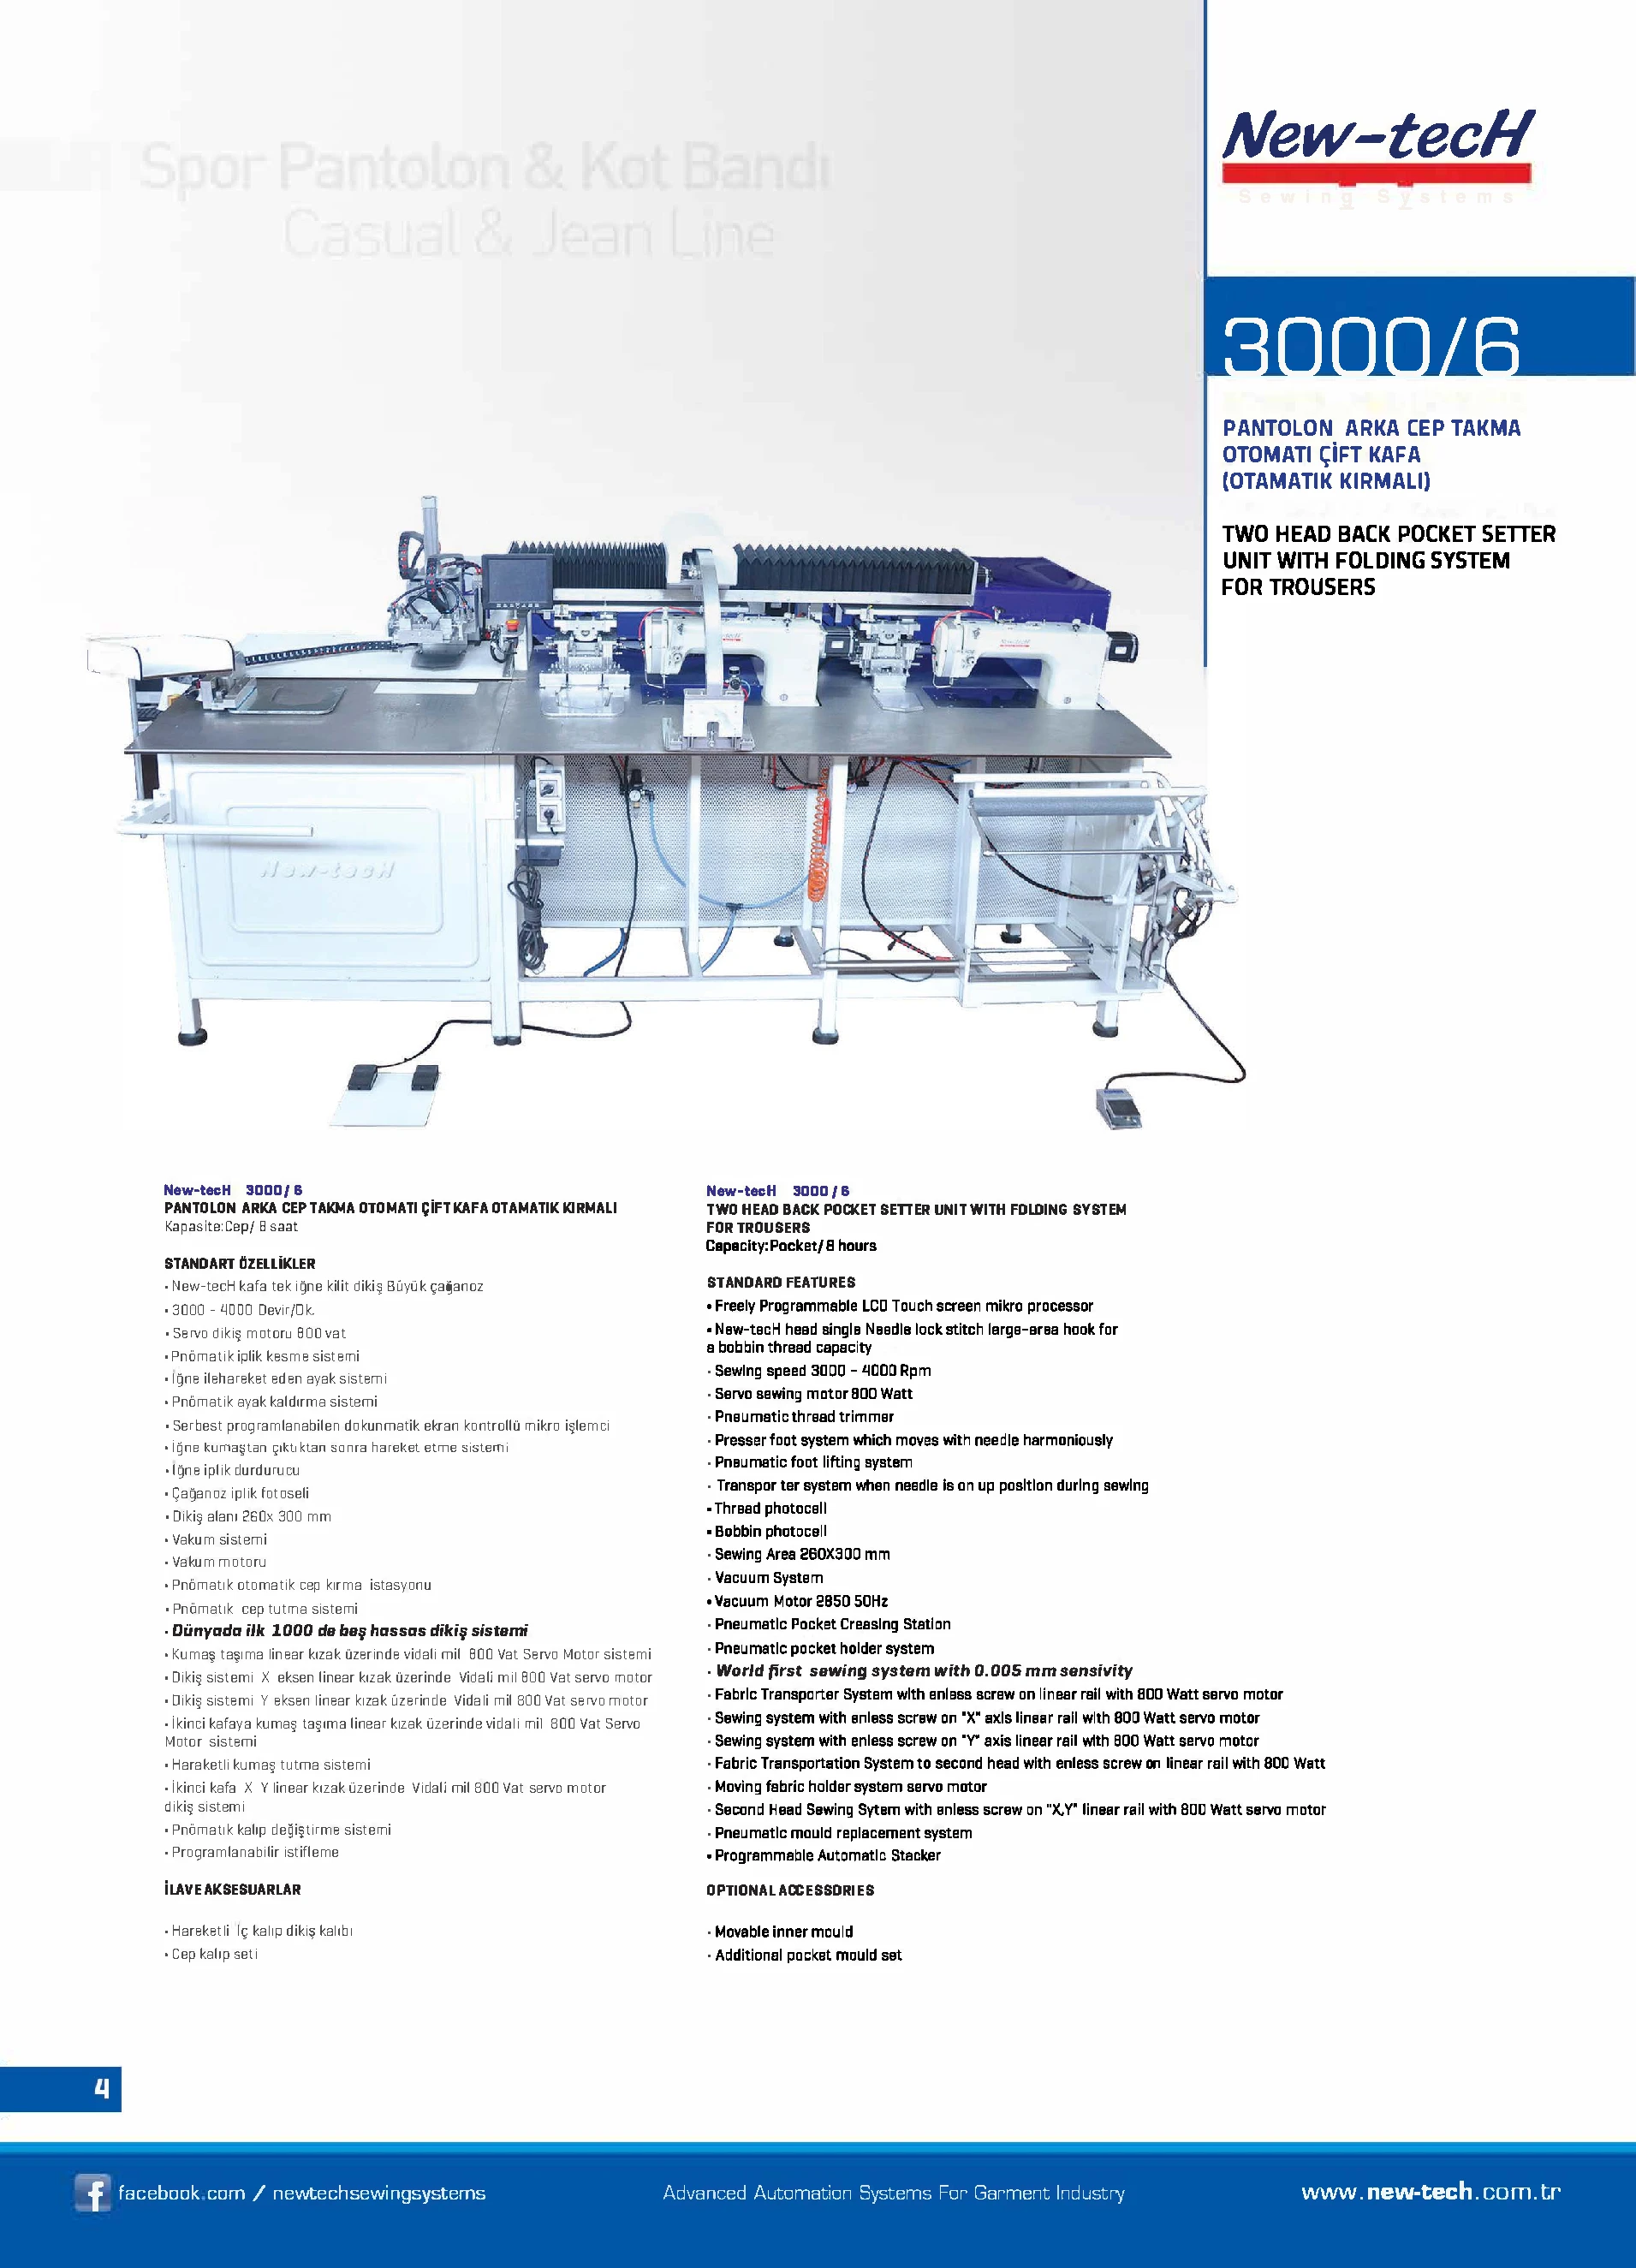 Spor Pantolon & Kot Bandı
Casual & Jean Line
New-tecH
Sewing Systems
3000/6
PANTOLON ARKA CEP TAKMA
OTOMATI ÇİFT KAFA
(OTAMATIK KIRMALI)
TWO HEAD BACK POCKET SETTER
UNIT WITH FOLDING SYSTEM
FOR TROUSERS
New-tecH
New-tecH 3000/ 6
PANTOLON ARKA CEP TAKMA OTOMATI ÇİFT KAFA OTAMATIK KIRMALI
Kapasite:Cep/ 8 saat
STANDART ÖZELLİKLER
• New-tecH kafa tek iğne kilit dikiş Büyük çağanoz
• 3000 - 4000 Devir/Dk.
• Servo dikiş motoru 800 vat
• Pnömatik iplik kesme sistemi
• İğne ilehareket eden ayak sistemi
• Pnömatik ayak kaldırma sistemi
• Serbest programlanabilen dokunmatik ekran kontrollü mikro işlemci
• İğne kumaştan çıktıktan sonra hareket etme sistemi
• İğne iplik durdurucu
• Çağanoz iplik fotoseli
• Dikiş alanı 260x 300 mm
• Vakum sistemi
• Vakum motoru
• Pnömatik otomatik cep kırma istasyonu
• Pnömatik cep tutma sistemi
• Dünyada ilk 1000 de beş hassas dikiş sistemi
• Kumaş taşıma linear kızak üzerinde vidali mil 800 Vat Servo Motor sistemi
• Dikiş sistemi X eksen linear kızak üzerinde Vidali mil 800 Vat servo motor
• Dikiş sistemi Y eksen linear kızak üzerinde Vidali mil 800 Vat servo motor
• İkinci kafaya kumaş taşıma linear kızak üzerinde vidali mil 800 Vat Servo
Motor sistemi
• Haraketli kumaş tutma sistemi
• İkinci kafa X Y linear kızak üzerinde Vidali mil 800 Vat servo motor
dikiş sistemi
• Pnömatik kalıp değiştirme sistemi
• Programlanabilir istifleme
İLAVE AKSESUARLAR
• Hareketli İç kalıp dikiş kalıbı
• Cep kalıp seti
New-tecH 3000 / 6
TWO HEAD BACK POCKET SETTER UNIT WITH FOLDING SYSTEM
FOR TROUSERS
Capacity:Pocket/ 8 hours
STANDARD FEATURES
• Freely Programmable LCD Touch screen mikro processor
• New-tecH head single Needle lock stitch large-area hook for
a bobbin thread capacity
· Sewing speed 3000 - 4000 Rpm
· Servo sewing motor 800 Watt
· Pneumatic thread trimmer
· Presser foot system which moves with needle harmoniously
· Pneumatic foot lifting system
· Transpor ter system when needle is on up position during sewing
• Thread photocell
• Bobbin photocell
· Sewing Area 260X300 mm
· Vacuum System
• Vacuum Motor 2850 50Hz
· Pneumatic Pocket Creasing Station
· Pneumatic pocket holder system
· World first sewing system with 0.005 mm sensivity
· Fabric Transporter System with enless screw on linear rail with 800 Watt servo motor
· Sewing system with enless screw on "X" axis linear rail with 800 Watt servo motor
· Sewing system with enless screw on "Y" axis linear rail with 800 Watt servo motor
· Fabric Transportation System to second head with enless screw on linear rail with 800 Watt
· Moving fabric holder system servo motor
· Second Head Sewing Sytem with enless screw on "X,Y" linear rail with 800 Watt servo motor
· Pneumatic mould replacement system
• Programmable Automatic Stacker
OPTIONAL ACCESSORIES
· Movable inner mould
· Additional pocket mould set
4
facebook.com / newtechsewingsystems
Advanced Automation Systems For Garment Industry
www.new-tech.com.tr